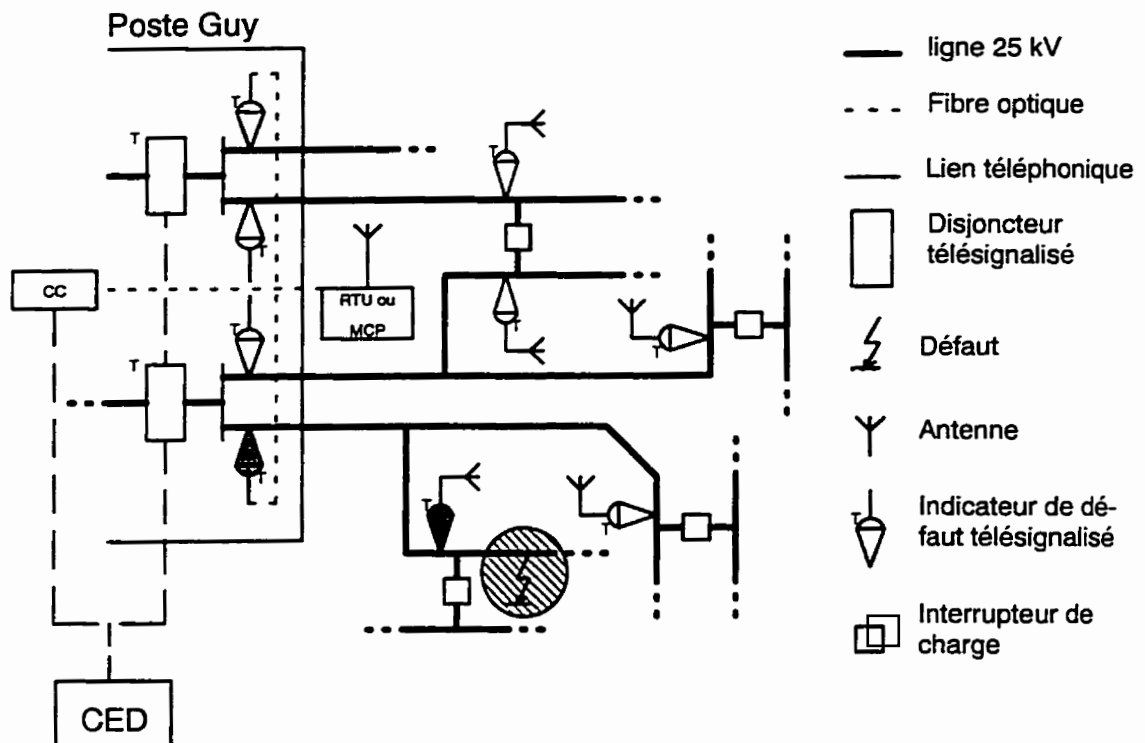 Poste Guy
T
T
T
T
T
CC
RTU ou
MCP
T
T
T
T
T
T
T
CED
ligne 25 kV
Fibre optique
Lien téléphonique
Disjoncteur
télésignalisé
Défaut
Antenne
T
Indicateur de dé-
faut télésignalisé
Interrupteur de
charge